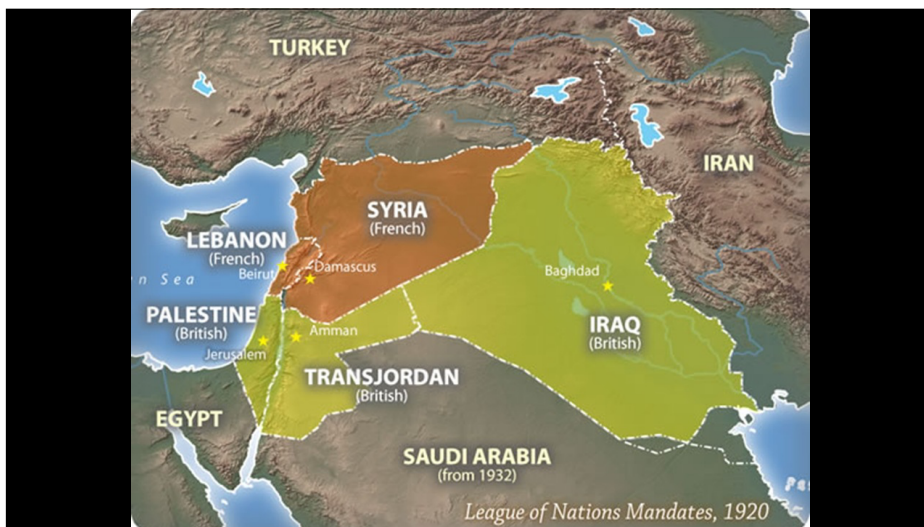 TURKEY
IRAN
SYRIA
(French)
LEBANON
(French)
Beirut
Damascus
Baghdad
n Sea
PALESTINE
(British)
Amman
IRAQ
(British)
Jerusalem
TRANSJORDAN
(British)
EGYPT
SAUDI ARABIA
(from 1932)
League of Nations Mandates, 1920